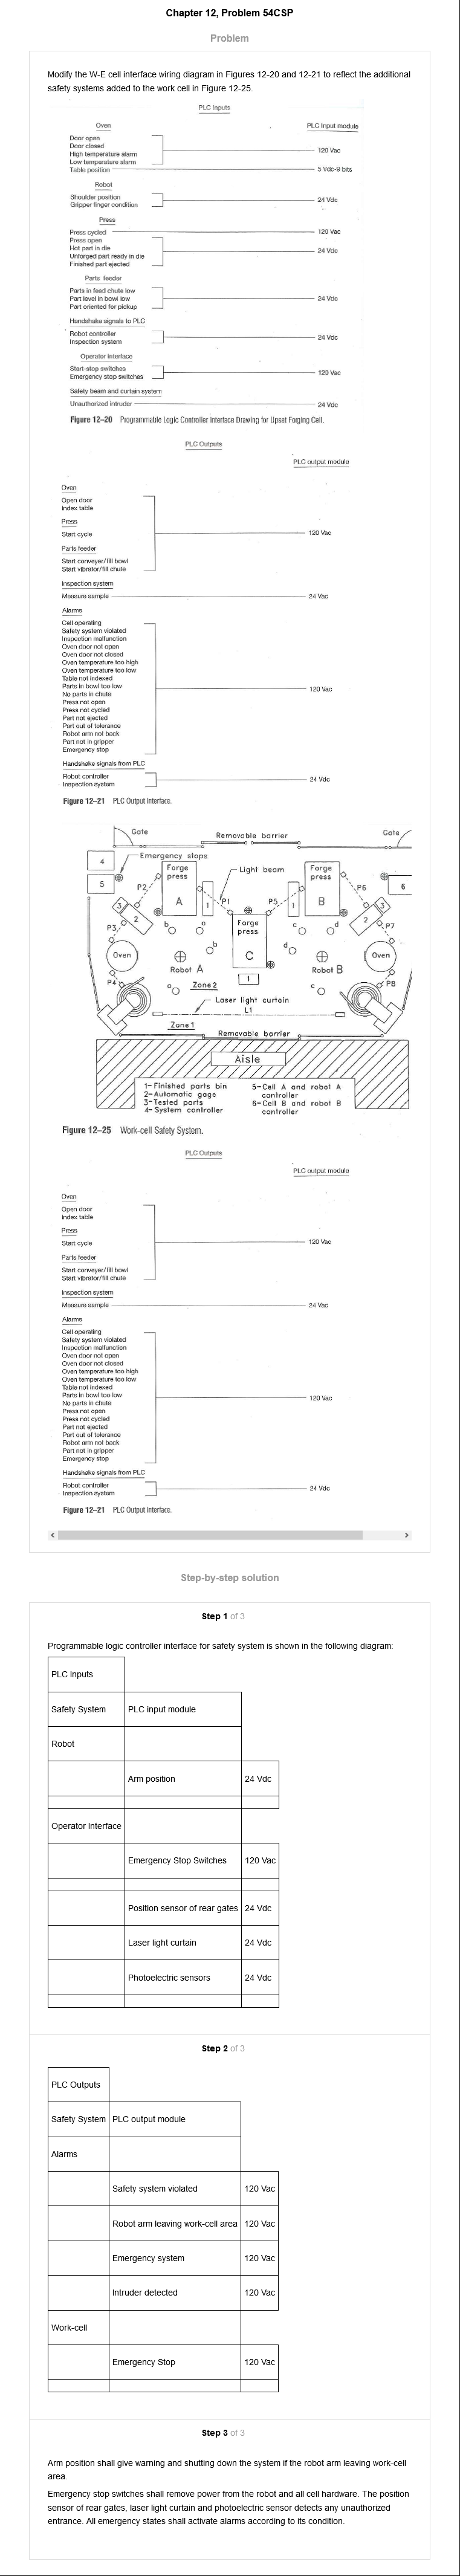 Chapter 12, Problem 54CSP
Problem
Modify the W-E cell interface wiring diagram in Figures 12-20 and 12-21 to reflect the additional
safety systems added to the work cell in Figure 12-25.
PLC Inputs
Oven
PLC input module
Door open
Door closed
High temperature alarm
Low temperature alarm
120 Vac
Table position
5 Vdc-9 bits
Robot
Shoulder position
Gripper finger condition
24 Vdc
Press
Press cycled
120 Vac
Press open
Hot part in die
Unforged part ready in die
Finished part ejected
24 Vdc
Parts feeder
Parts in feed chute low
Part level in bowl low
Part oriented for pickup
24 Vdc
Handshake signals to PLC
Robot controller
Inspection system
24 Vdc
Operator interface
Start-stop switches
Emergency stop switches
120 Vac
Safety beam and curtain system
Unauthorized intruder
24 Vdc
Figure 12–20 Programmable Logic Controller Interface Drawing for Upset Forging Cell.
PLC Outputs
PLC output module
Oven
Open door
Index table
Press
Start cycle
120 Vac
Parts feeder
Start conveyer/fill bowl
Start vibrator/fill chute
Inspection system
Measure sample
24 Vac
Alarms
Cell operating
Safety system violated
Inspection malfunction
Oven door not open
Oven door not closed
Oven temperature too high
Oven temperature too low
Table not indexed
Parts in bowl too low
No parts in chute
Press not open
Press not cycled
Part not ejected
Part out of tolerance
Robot arm not back
Part not in gripper
Emergency stop
120 Vac
Handshake signals from PLC
Robot controller
Inspection system
24 Vdc
Figure 12–21 PLC Output Interface.
Gate
Removable barrier
Gate
4
Emergency stops
5
Forge
press
Light beam
Forge
press
6
P2
P6
A
1
P1
P5
1
B
3
2
Forge
press
2
3
P3
b
a
c
d
P7
Oven
b
C
d
Oven
Robot A
Robot B
P4
a
Zone 2
1
c
P8
Laser light curtain
L1
Zone 1
Removable barrier
Aisle
1–Finished parts bin
2–Automatic gage
3–Tested parts
4–System controller
5–Cell A and robot A
controller
6–Cell B and robot B
controller
Figure 12–25 Work-cell Safety System.
PLC Outputs
PLC output module
Oven
Open door
Index table
Press
Start cycle
120 Vac
Parts feeder
Start conveyer/fill bowl
Start vibrator/fill chute
Inspection system
Measure sample
24 Vac
Alarms
Cell operating
Safety system violated
Inspection malfunction
Oven door not open
Oven door not closed
Oven temperature too high
Oven temperature too low
Table not indexed
Parts in bowl too low
No parts in chute
Press not open
Press not cycled
Part not ejected
Part out of tolerance
Robot arm not back
Part not in gripper
Emergency stop
120 Vac
Handshake signals from PLC
Robot controller
Inspection system
24 Vdc
Figure 12–21 PLC Output Interface.
Step-by-step solution
Step 1 of 3
Programmable logic controller interface for safety system is shown in the following diagram:
PLC Inputs
Safety System PLC input module
Robot
Arm position 24 Vdc
Operator Interface
Emergency Stop Switches 120 Vac
Position sensor of rear gates 24 Vdc
Laser light curtain 24 Vdc
Photoelectric sensors 24 Vdc
Step 2 of 3
PLC Outputs
Safety System PLC output module
Alarms
Safety system violated 120 Vac
Robot arm leaving work-cell area 120 Vac
Emergency system 120 Vac
Intruder detected 120 Vac
Work-cell
Emergency Stop 120 Vac
Step 3 of 3
Arm position shall give warning and shutting down the system if the robot arm leaving work-cell
area.
Emergency stop switches shall remove power from the robot and all cell hardware. The position
sensor of rear gates, laser light curtain and photoelectric sensor detects any unauthorized
entrance. All emergency states shall activate alarms according to its condition.